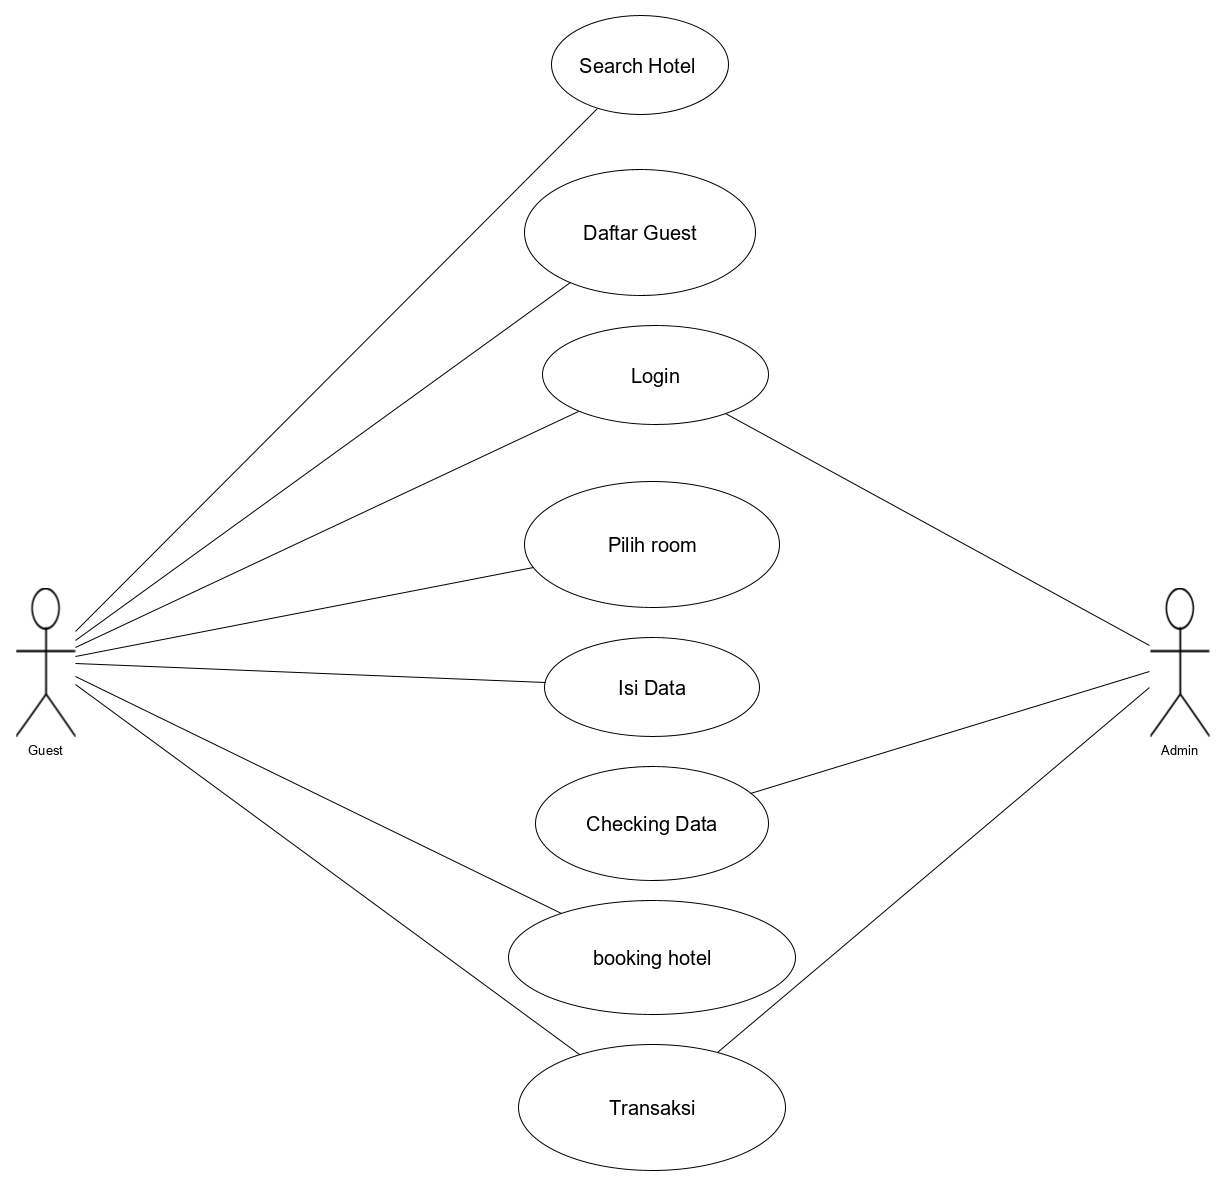 Search Hotel
Daftar Guest
Login
Pilih room
Isi Data
Guest
Admin
Checking Data
booking hotel
Transaksi